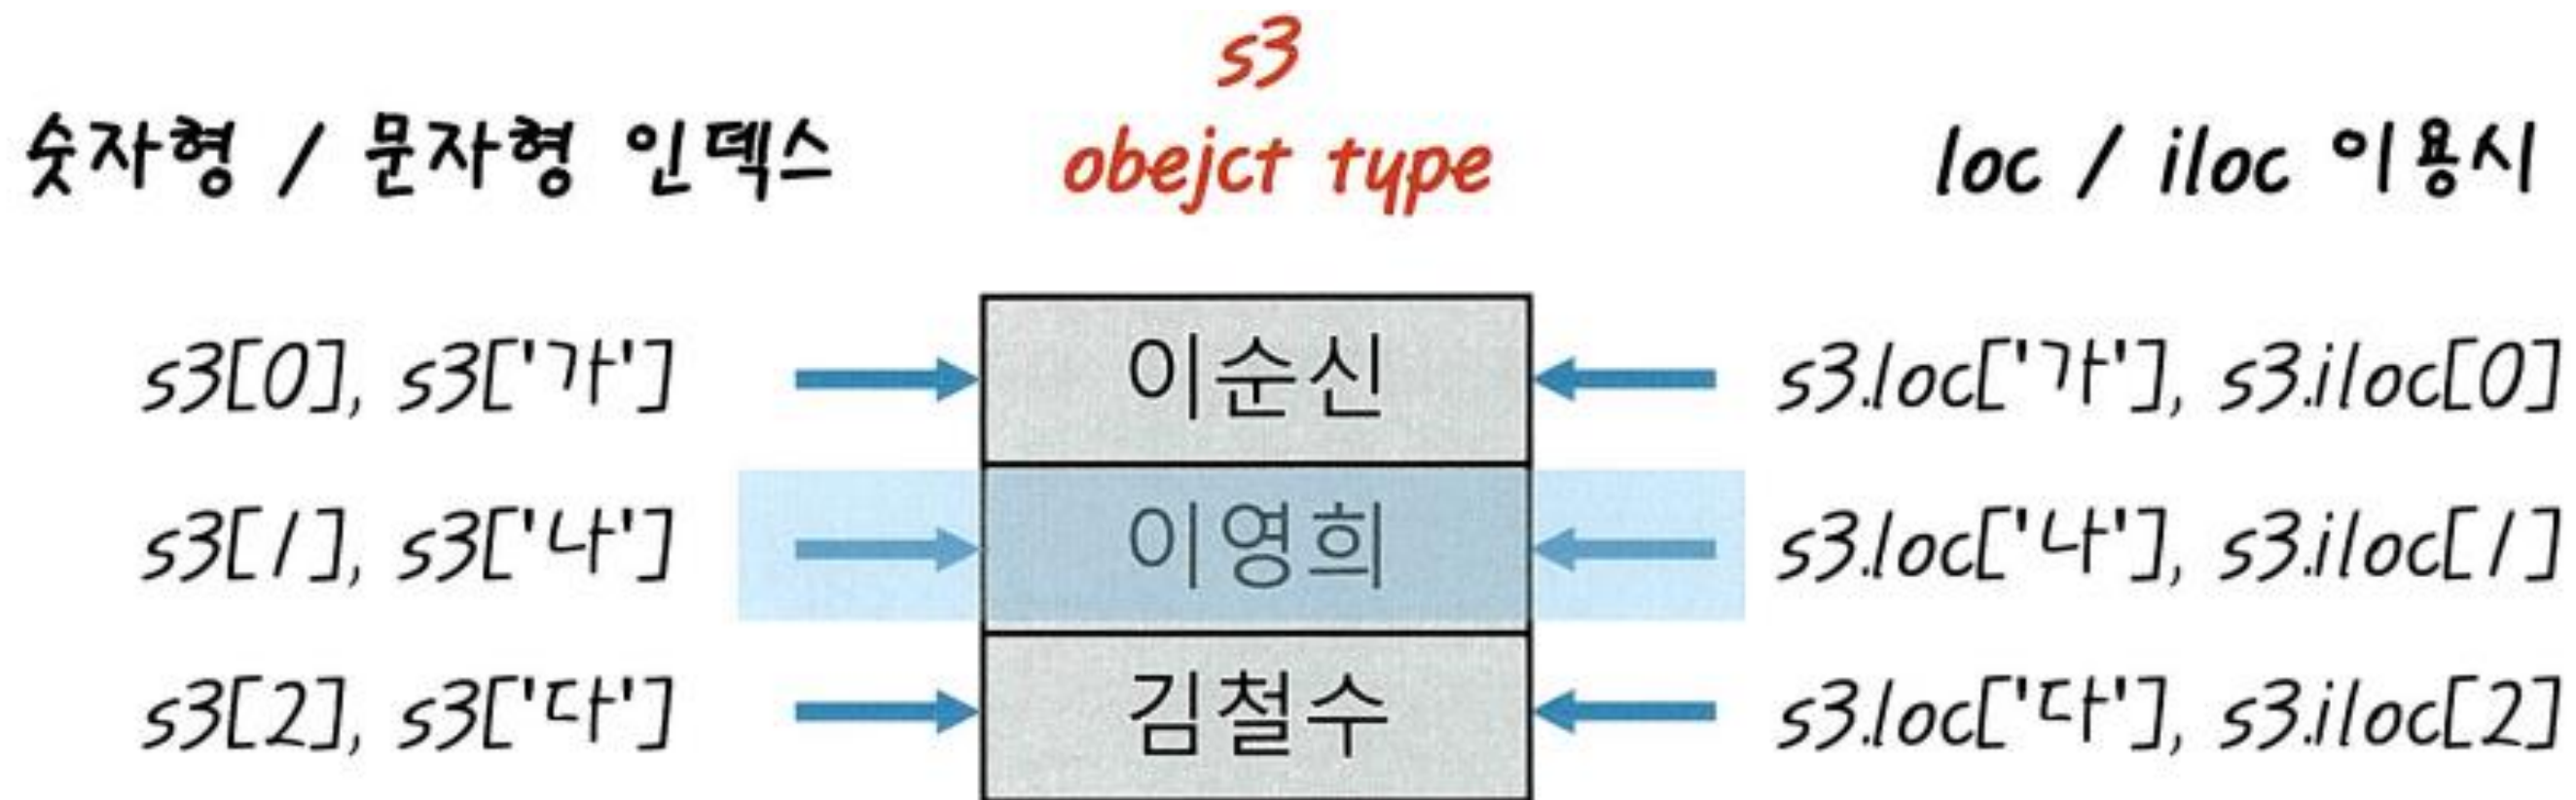 s3
숫자형 / 문자형 인덱스 obejct type loc / iloc 이용시
s3[0], s3['가'] 이순신 s3.loc['가'], s3.iloc[0]
s3[1], s3['나'] 이영희 s3.loc['나'], s3.iloc[1]
s3[2], s3['다'] 김철수 s3.loc['다'], s3.iloc[2]